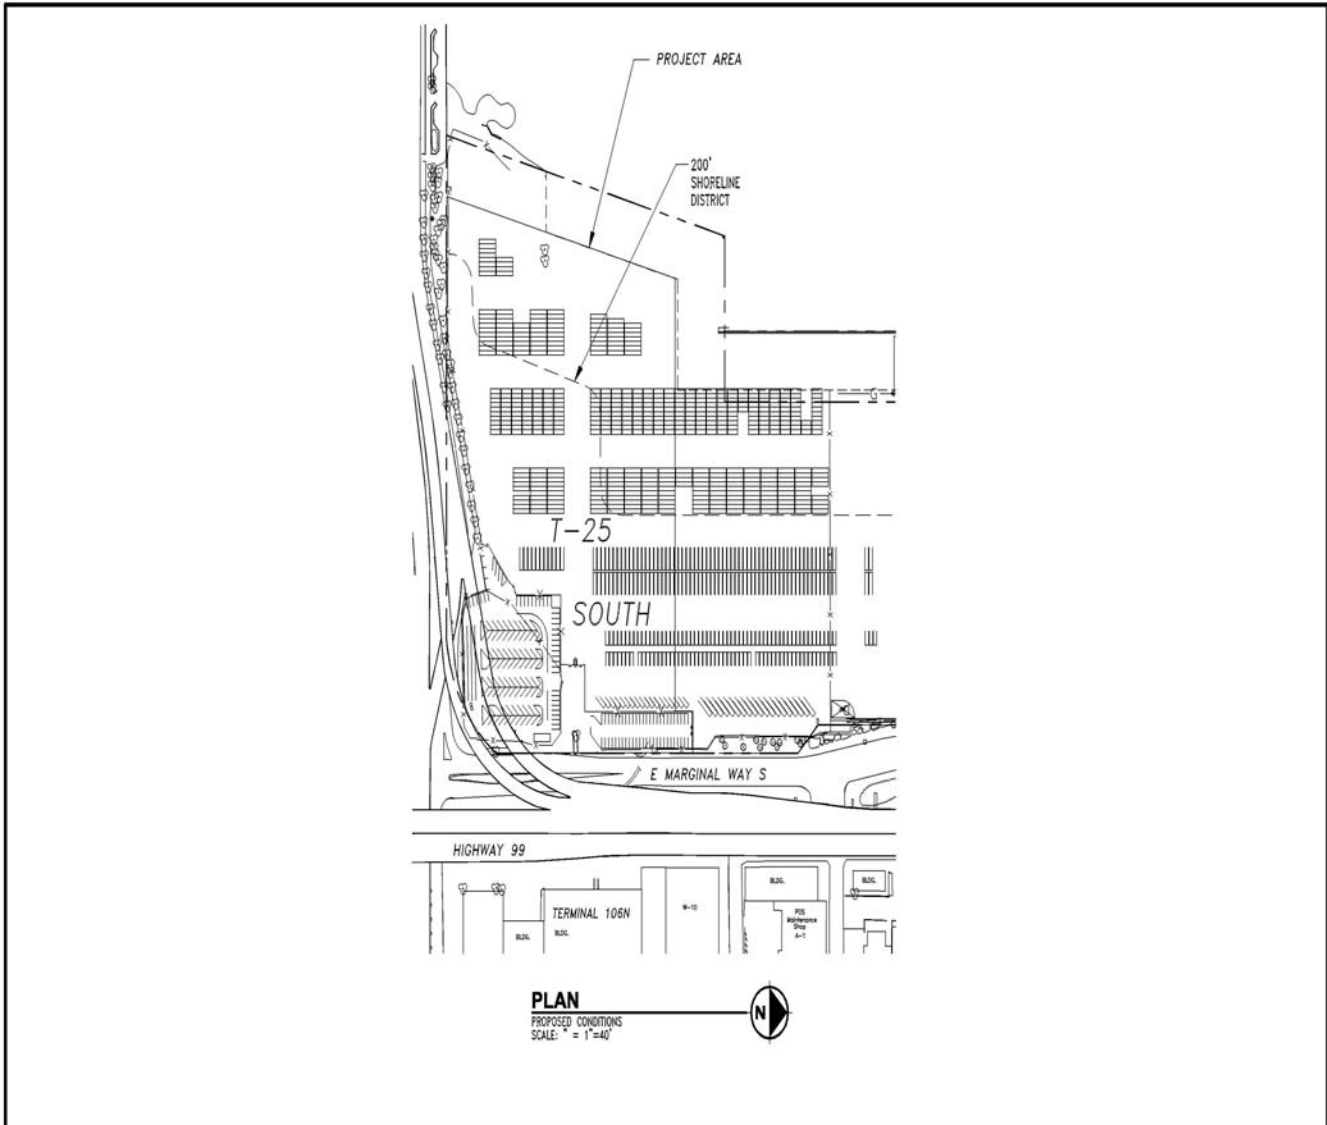 PROJECT AREA
200'
SHORELINE
DISTRICT
T-25
SOUTH
E MARGINAL WAY S
HIGHWAY 99
TERMINAL 106N
BLDG.
BLDG.
W-10
BLDG.
POS
Maintenance
Shop
A-1
BLDG.
PLAN
PROPOSED CONDITIONS
SCALE: " = 1"=40'
N